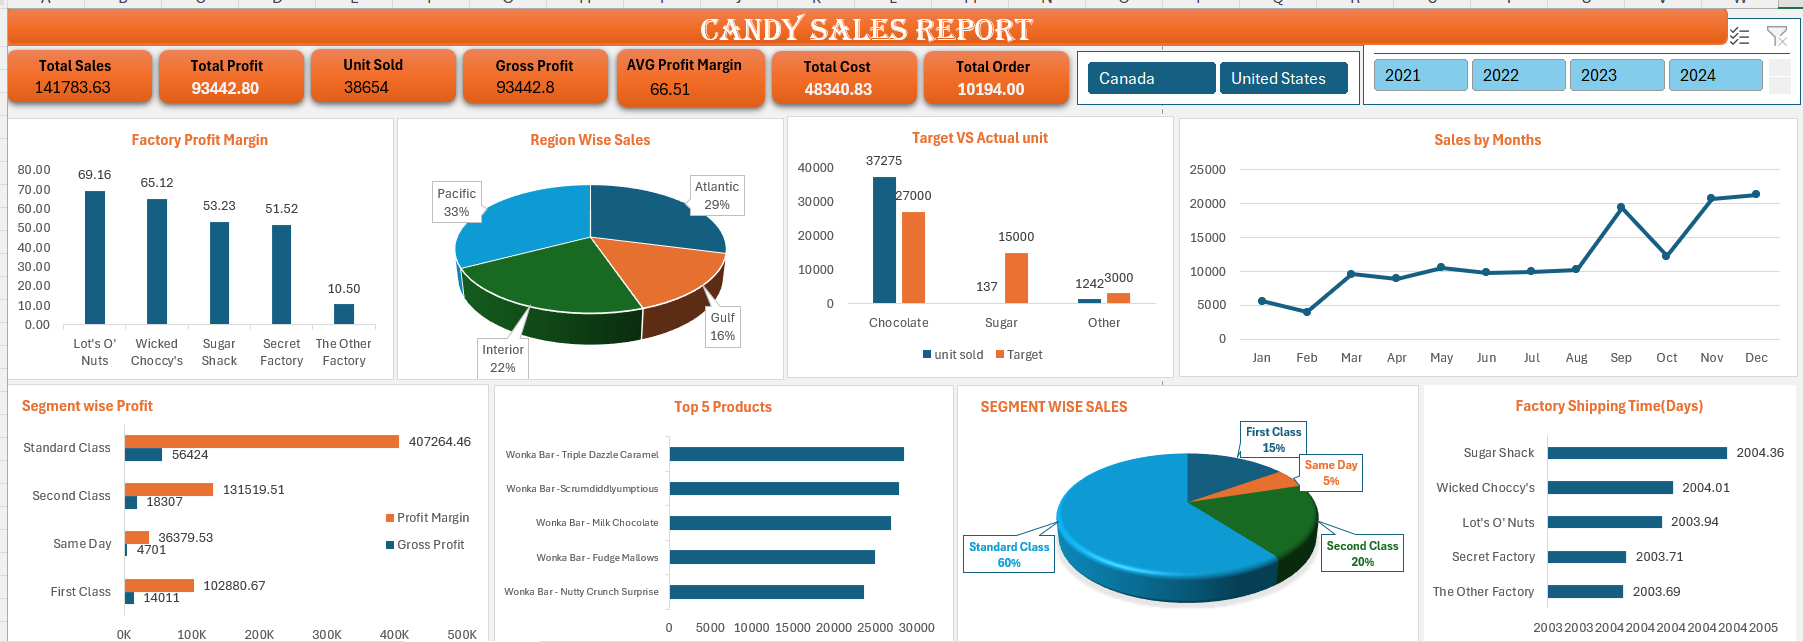 CANDY SALES REPORT
Total Sales
141783.63
Total Profit
93442.80
Unit Sold
38654
Gross Profit
93442.8
AVG Profit Margin
66.51
Total Cost
48340.83
Total Order
10194.00
Canada
United States
2021
2022
2023
2024
Factory Profit Margin
80.00
70.00
60.00
50.00
40.00
30.00
20.00
10.00
0.00
69.16
65.12
53.23
51.52
10.50
Lot's O'
Nuts
Wicked
Choccy's
Sugar
Shack
Secret
Factory
The Other
Factory
Region Wise Sales
Pacific
33%
Atlantic
29%
Gulf
16%
Interior
22%
Target VS Actual unit
40000
30000
20000
10000
0
37275
27000
137
15000
1242
3000
Chocolate
Sugar
Other
unit sold
Target
Sales by Months
25000
20000
15000
10000
5000
0
Jan
Feb
Mar
Apr
May
Jun
Jul
Aug
Sep
Oct
Nov
Dec
Segment wise Profit
Standard Class
407264.46
56424
Second Class
131519.51
18307
Same Day
36379.53
4701
First Class
102880.67
14011
Profit Margin
Gross Profit
0K
100K
200K
300K
400K
500K
Top 5 Products
Wonka Bar - Triple Dazzle Caramel
Wonka Bar -Scrumdiddlyumptious
Wonka Bar - Milk Chocolate
Wonka Bar - Fudge Mallows
Wonka Bar - Nutty Crunch Surprise
0
5000
10000
15000
20000
25000
30000
SEGMENT WISE SALES
First Class
15%
Same Day
5%
Standard Class
60%
Second Class
20%
Factory Shipping Time(Days)
Sugar Shack
2004.36
Wicked Choccy's
2004.01
Lot's O' Nuts
2003.94
Secret Factory
2003.71
The Other Factory
2003.69
2003
2003
2004
2004
2004
2004
2004
2005